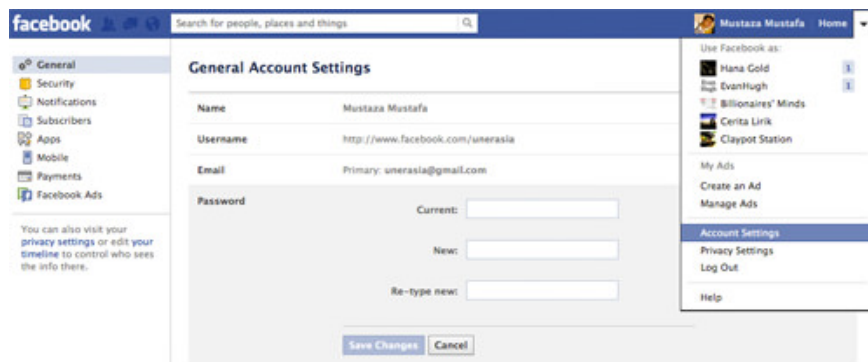 facebook
Search for people, places and things
Mustaza Mustafa Home
General
Security
Notifications
Subscribers
Apps
Mobile
Payments
Facebook Ads
You can also visit your
privacy settings or edit your
timeline to control who sees
the info there.
General Account Settings
Name Mustaza Mustafa
Username http://www.facebook.com/unerasia
Email Primary: unerasia@gmail.com
Password
Current:
New:
Re-type new:
Save Changes Cancel
Use Facebook as:
Hana Gold 1
EvanHugh 1
Billionaires' Minds
Cerita Lirik
Claypot Station
My Ads
Create an Ad
Manage Ads
Account Settings
Privacy Settings
Log Out
Help